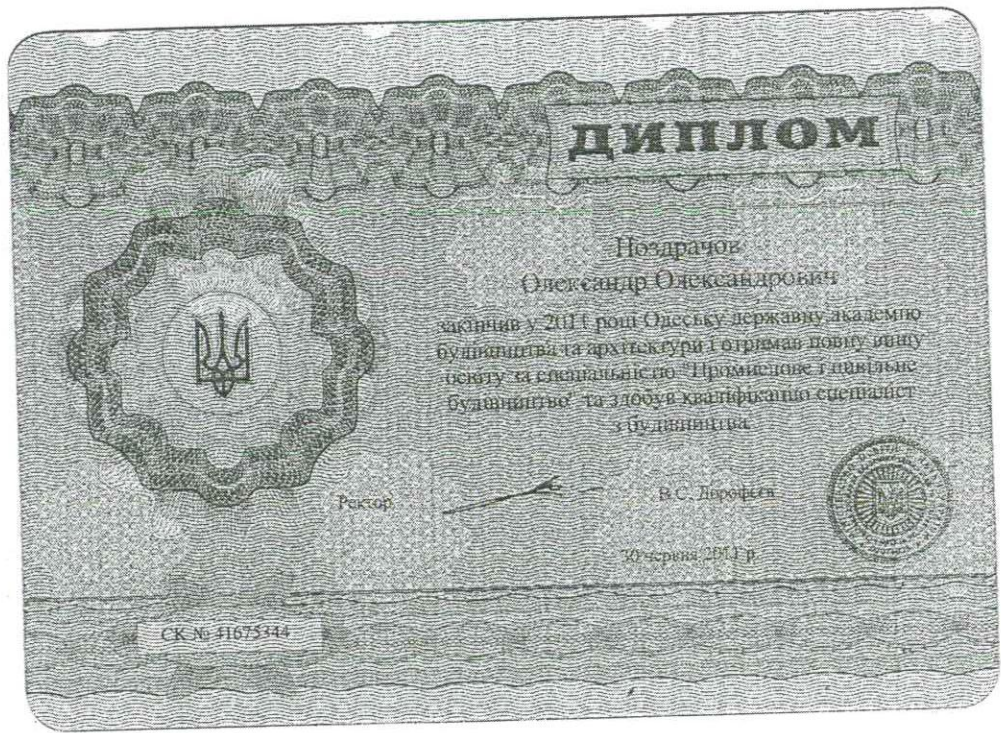 ДИПЛОМ
Ноздрачов
Олександр Олександрович
закінчив у 2011 році Одеську державну академію
будівництва та архітектури і отримав повну вищу
освіту за спеціальністю "Промислове і цивільне
будівництво" та здобув кваліфікацію спеціаліст
з будівництва
Ректор В.С. Дорофєєв
30 червня 2011 р.
СК № 41675344